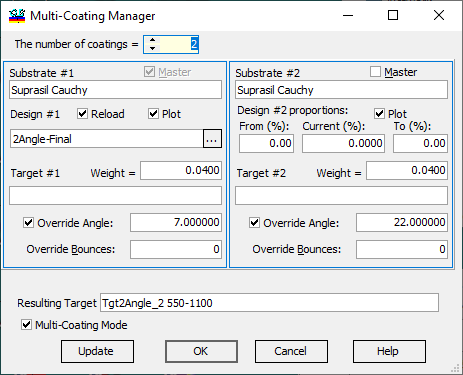 Multi-Coating Manager
The number of coatings = 2
Substrate #1 Master
Suprasil Cauchy
Design #1 Reload Plot
2Angle-Final ...
Target #1 Weight = 0.0400
Override Angle: 7.000000
Override Bounces: 0
Substrate #2 Master
Suprasil Cauchy
Design #2 proportions: Plot
From (%): Current (%): To (%):
0.00 0.0000 0.00
Target #2 Weight = 0.0400
Override Angle: 22.000000
Override Bounces: 0
Resulting Target Tgt2Angle_2 550-1100
Multi-Coating Mode
Update OK Cancel Help